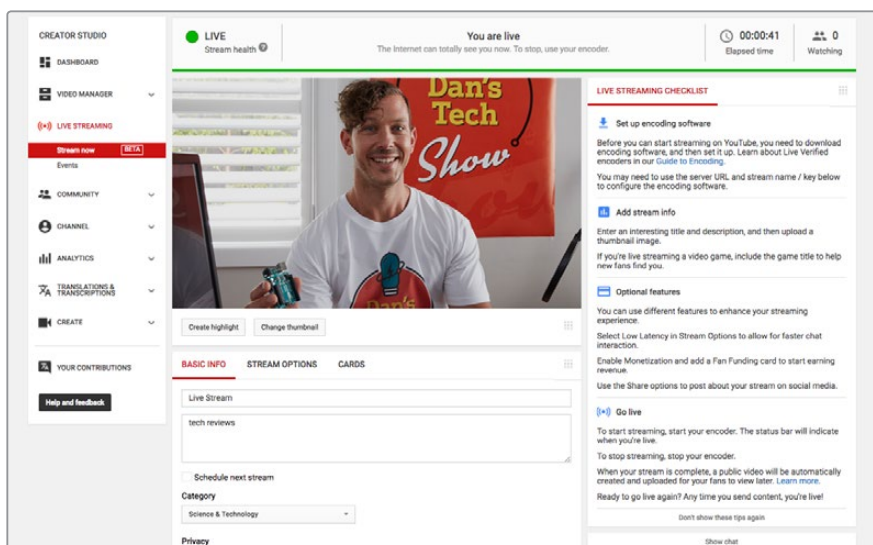 CREATOR STUDIO
DASHBOARD
VIDEO MANAGER
LIVE STREAMING
Stream now BETA
Events
COMMUNITY
CHANNEL
ANALYTICS
TRANSLATIONS &
TRANSCRIPTIONS
CREATE
YOUR CONTRIBUTIONS
Help and feedback
LIVE
Stream health ?
You are live
The Internet can totally see you now. To stop, use your encoder.
00:00:41
Elapsed time
0
Watching
Dan's
Tech
Show
Dan's
Create highlight
Change thumbnail
BASIC INFO
STREAM OPTIONS
CARDS
Live Stream
tech reviews
Schedule next stream
Category
Science & Technology
Privacy
LIVE STREAMING CHECKLIST
Set up encoding software
Before you can start streaming on YouTube, you need to download
encoding software, and then set it up. Learn about Live Verified
encoders in our Guide to Encoding.
You may need to use the server URL and stream name / key below
to configure the encoding software.
Add stream info
Enter an interesting title and description, and then upload a
thumbnail image.
If you're live streaming a video game, include the game title to help
new fans find you.
Optional features
You can use different features to enhance your streaming
experience.
Select Low Latency in Stream Options to allow for faster chat
interaction.
Enable Monetization and add a Fan Funding card to start earning
revenue.
Use the Share options to post about your stream on social media.
Go live
To start streaming, start your encoder. The status bar will indicate
when you're live.
To stop streaming, stop your encoder.
When your stream is complete, a public video will be automatically
created and uploaded for your fans to view later. Learn more.
Ready to go live again? Any time you send content, you're live!
Don't show these tips again
Show chat